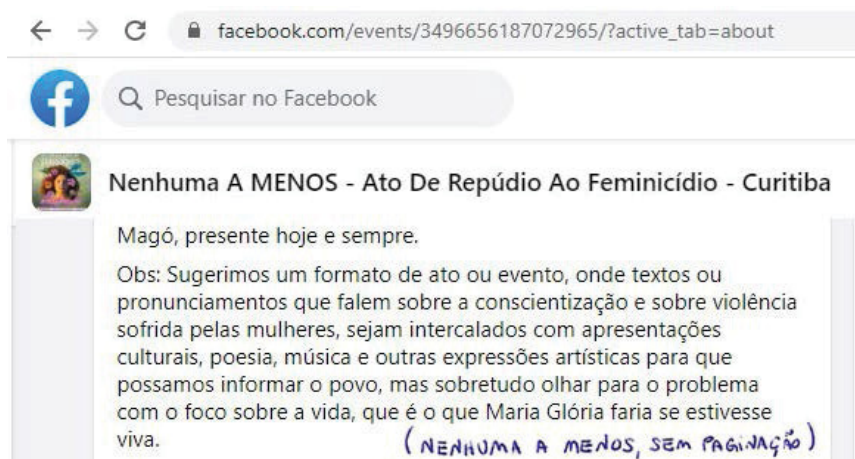 facebook.com/events/3496656187072965/?active_tab=about
Pesquisar no Facebook
Nenhuma A MENOS - Ato De Repúdio Ao Feminicídio - Curitiba
Magó, presente hoje e sempre.
Obs: Sugerimos um formato de ato ou evento, onde textos ou
pronunciamentos que falem sobre a conscientização e sobre violência
sofrida pelas mulheres, sejam intercalados com apresentações
culturais, poesia, música e outras expressões artísticas para que
possamos informar o povo, mas sobretudo olhar para o problema
com o foco sobre a vida, que é o que Maria Glória faria se estivesse
viva.
(NENHUMA A MENOS, SEM PAGINAÇÃO)